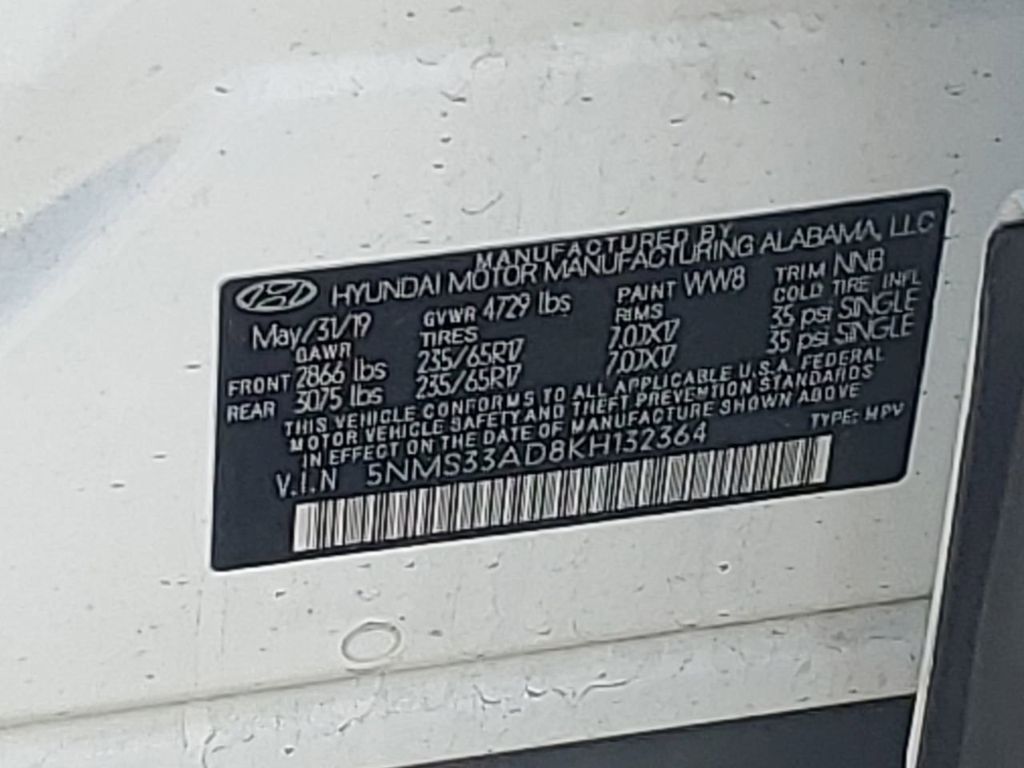 MANUFACTURED BY
HYUNDAI MOTOR MANUFACTURING ALABAMA, LLC
May/31/19 GVWR 4729 lbs PAINT WW8 TRIM NNB
GAWR TIRES RIMS COLD TIRE INFL
FRONT 2866 lbs 235/65R17 7.0JX17 35 psi SINGLE
REAR 3075 lbs 235/65R17 7.0JX17 35 psi SINGLE
THIS VEHICLE CONFORMS TO ALL APPLICABLE U.S.A. FEDERAL
MOTOR VEHICLE SAFETY AND THEFT PREVENTION STANDARDS
IN EFFECT ON THE DATE OF MANUFACTURE SHOWN ABOVE
V.I.N 5NMS33AD8KH132364 TYPE: MPV